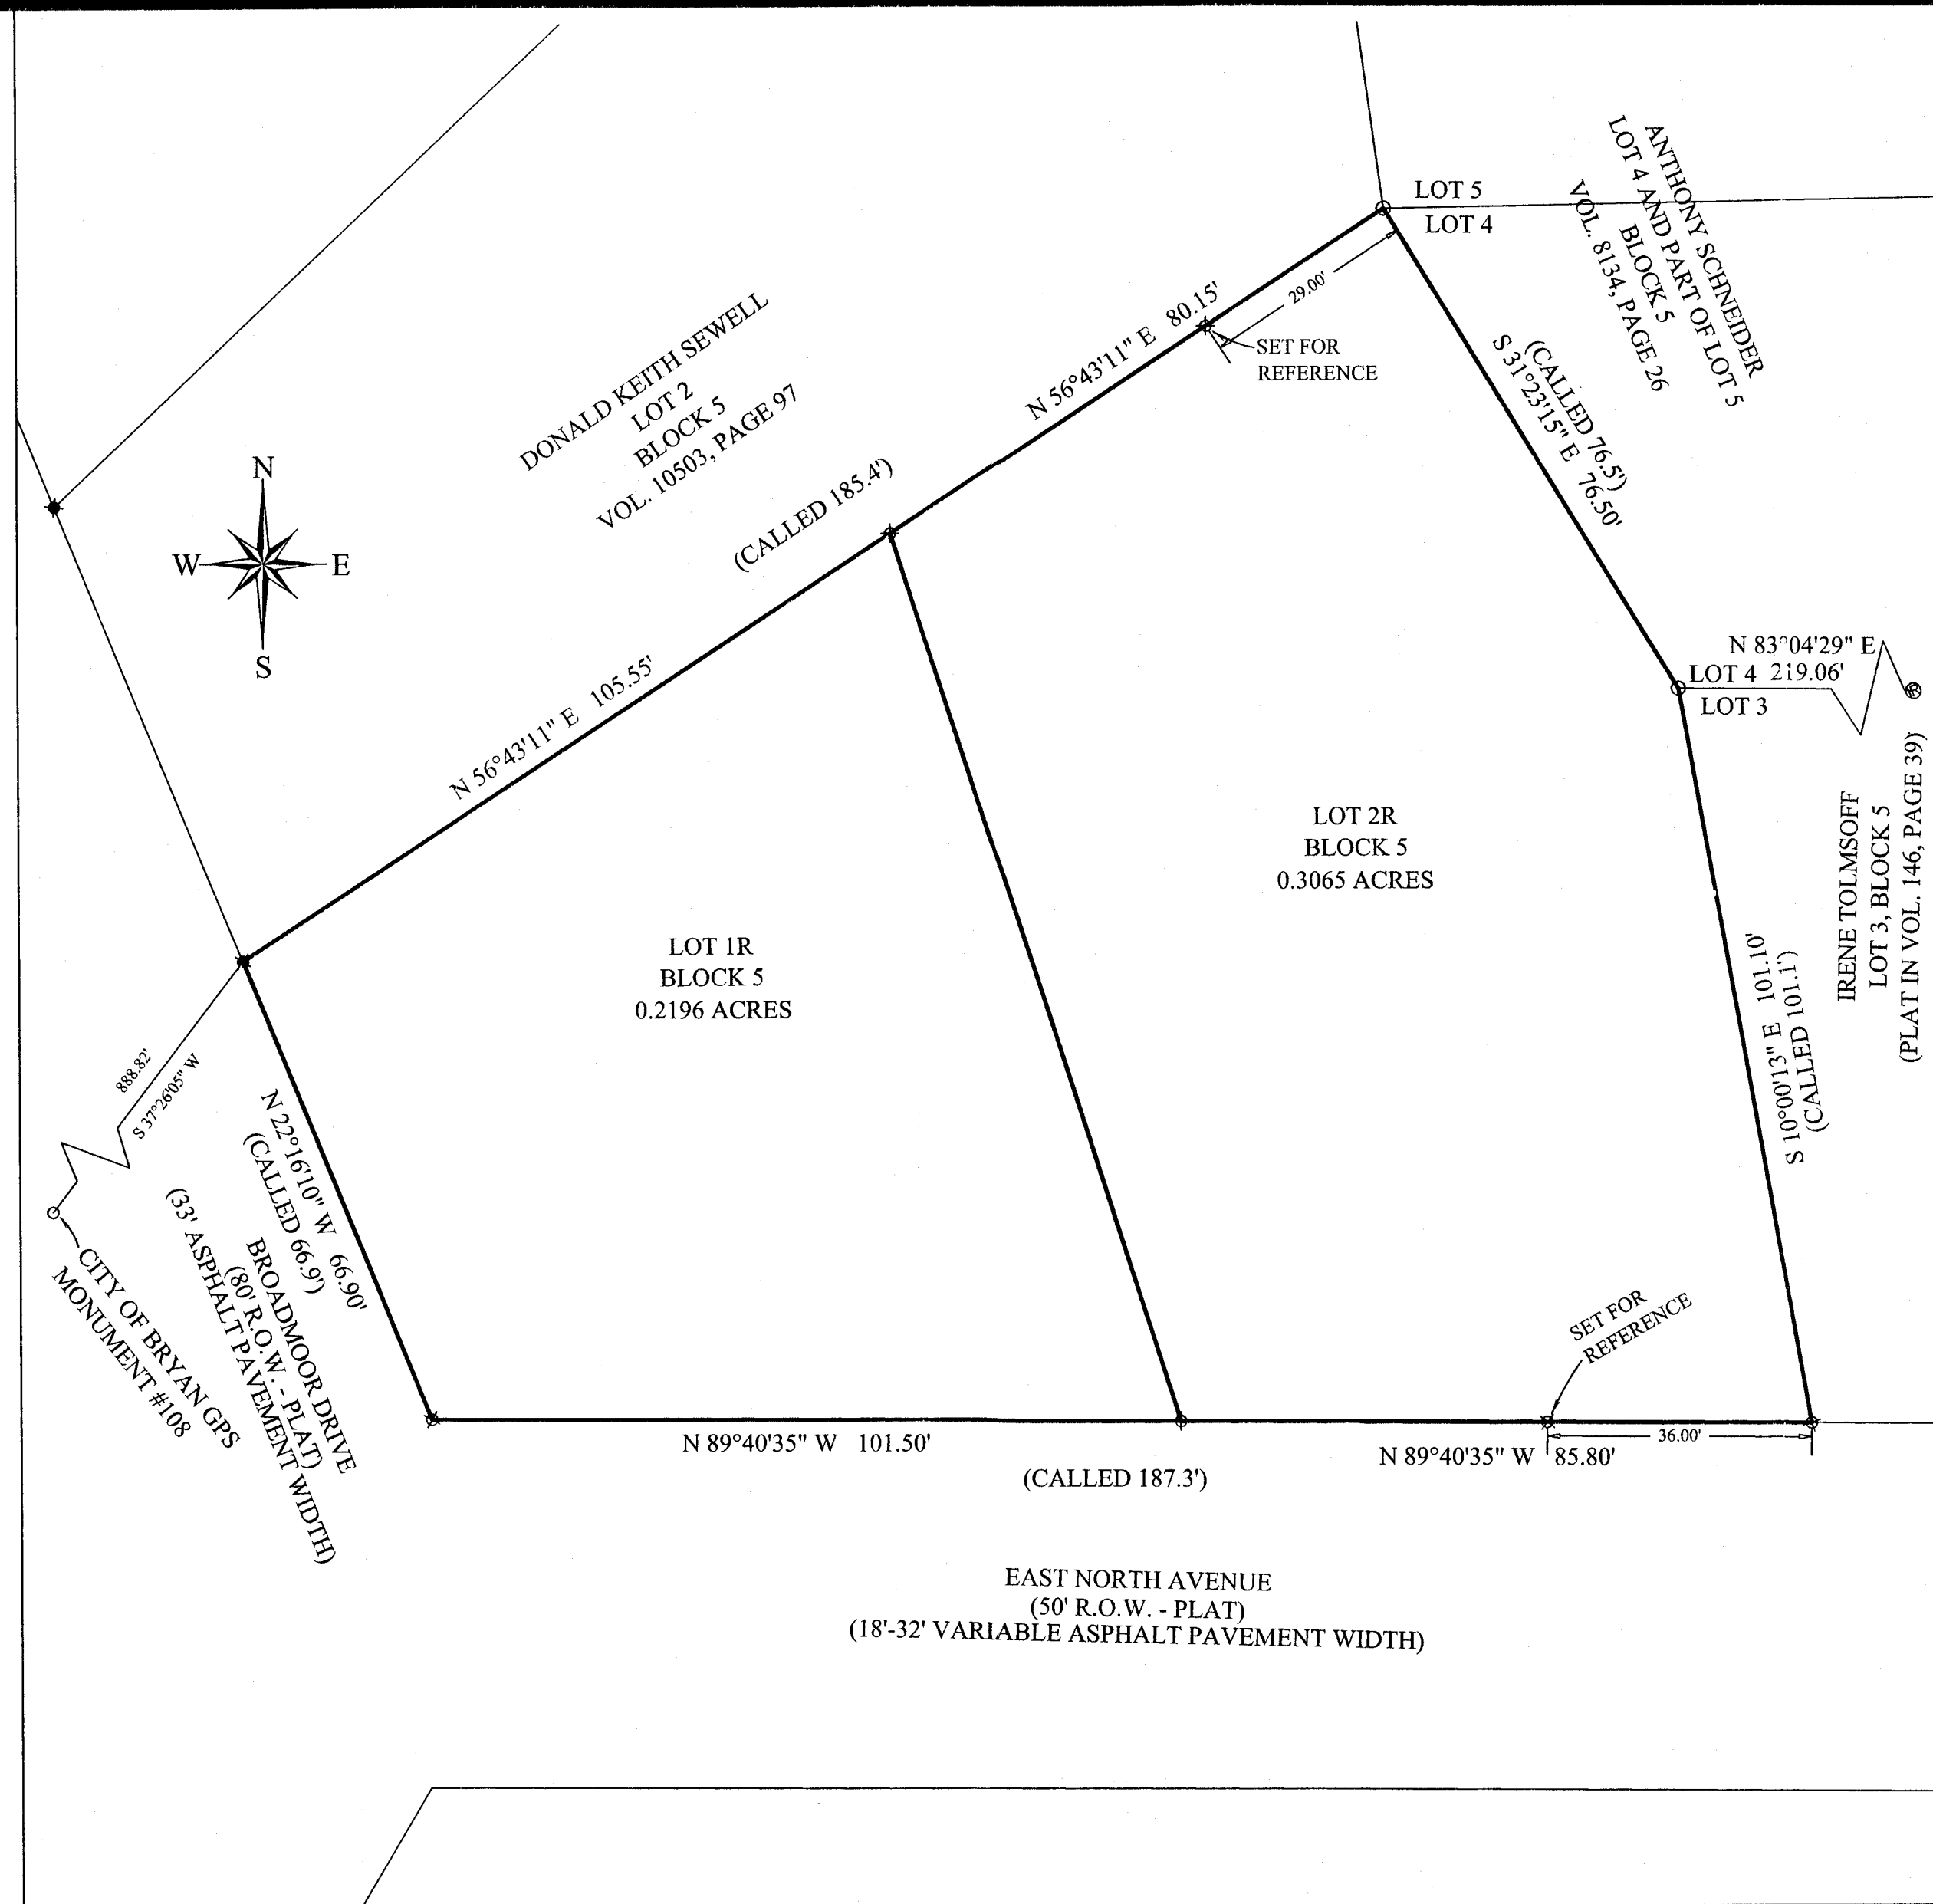 LOT 5
LOT 4
ANTHONY SCHNEIDER
LOT 4 AND PART OF LOT 5
BLOCK 5
VOL. 8134, PAGE 26
29.00'
N 56°43'11" E 80.15'
SET FOR
REFERENCE
DONALD KEITH SEWELL
LOT 2
BLOCK 5
VOL. 10503, PAGE 97
(CALLED 185.4')
(CALLED 76.5')
S 31°23'15" E 76.50'
N
W
E
S
N 56°43'11" E 105.55'
N 83°04'29" E
LOT 4 219.06'
LOT 3
IRENE TOLMSOFF
LOT 3, BLOCK 5
(PLAT IN VOL. 146, PAGE 39)
LOT 2R
BLOCK 5
0.3065 ACRES
LOT 1R
BLOCK 5
0.2196 ACRES
S 10°00'13" E 101.10'
(CALLED 101.1')
888.82'
S 37°26'05" W
N 22°16'10" W 66.90'
(CALLED 66.9')
BROADMOOR DRIVE
(80' R.O.W. - PLAT)
(33' ASPHALT PAVEMENT WIDTH)
CITY OF BRYAN GPS
MONUMENT #108
SET FOR
REFERENCE
36.00'
N 89°40'35" W 101.50'
N 89°40'35" W 85.80'
(CALLED 187.3')
EAST NORTH AVENUE
(50' R.O.W. - PLAT)
(18'-32' VARIABLE ASPHALT PAVEMENT WIDTH)